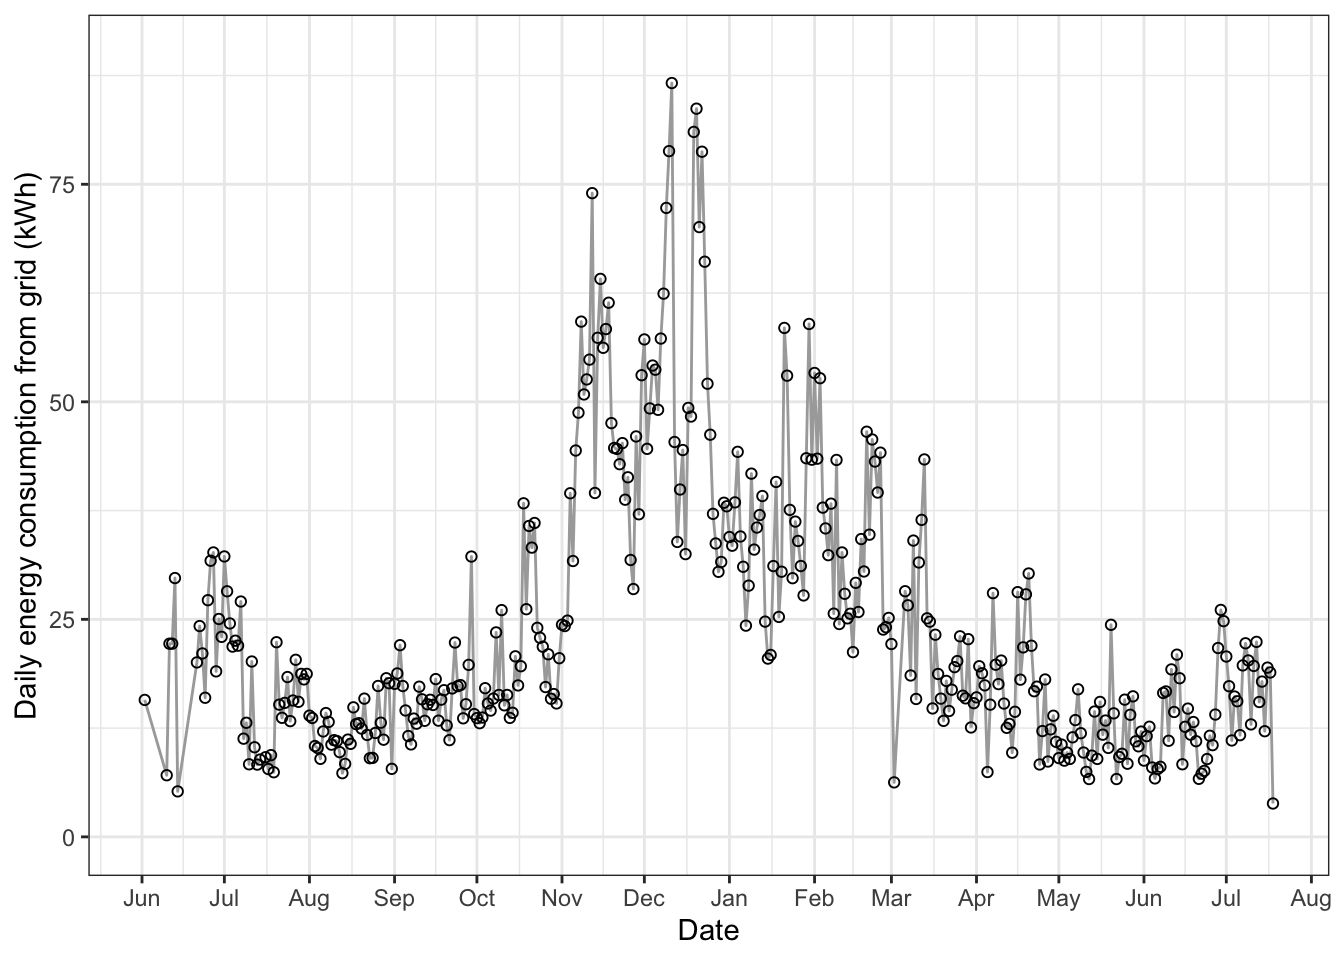 Daily energy consumption from grid (kWh)
75
50
25
0
Jun Jul Aug Sep Oct Nov Dec Jan Feb Mar Apr May Jun Jul Aug
Date